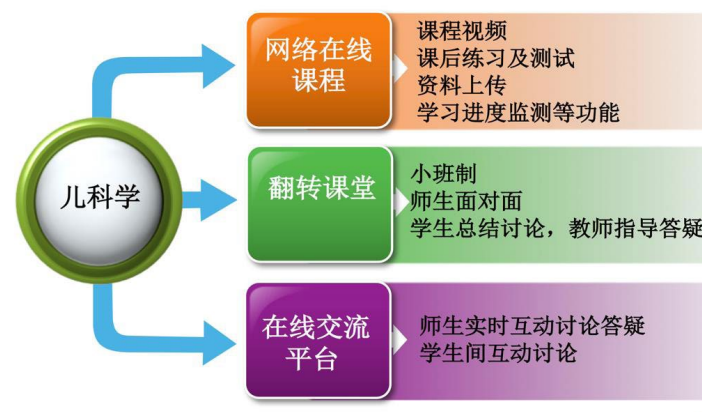 儿科学
网络在线
课程
课程视频
课后练习及测试
资料上传
学习进度监测等功能
翻转课堂
小班制
师生面对面
学生总结讨论，教师指导答疑
在线交流
平台
师生实时互动讨论答疑
学生间互动讨论